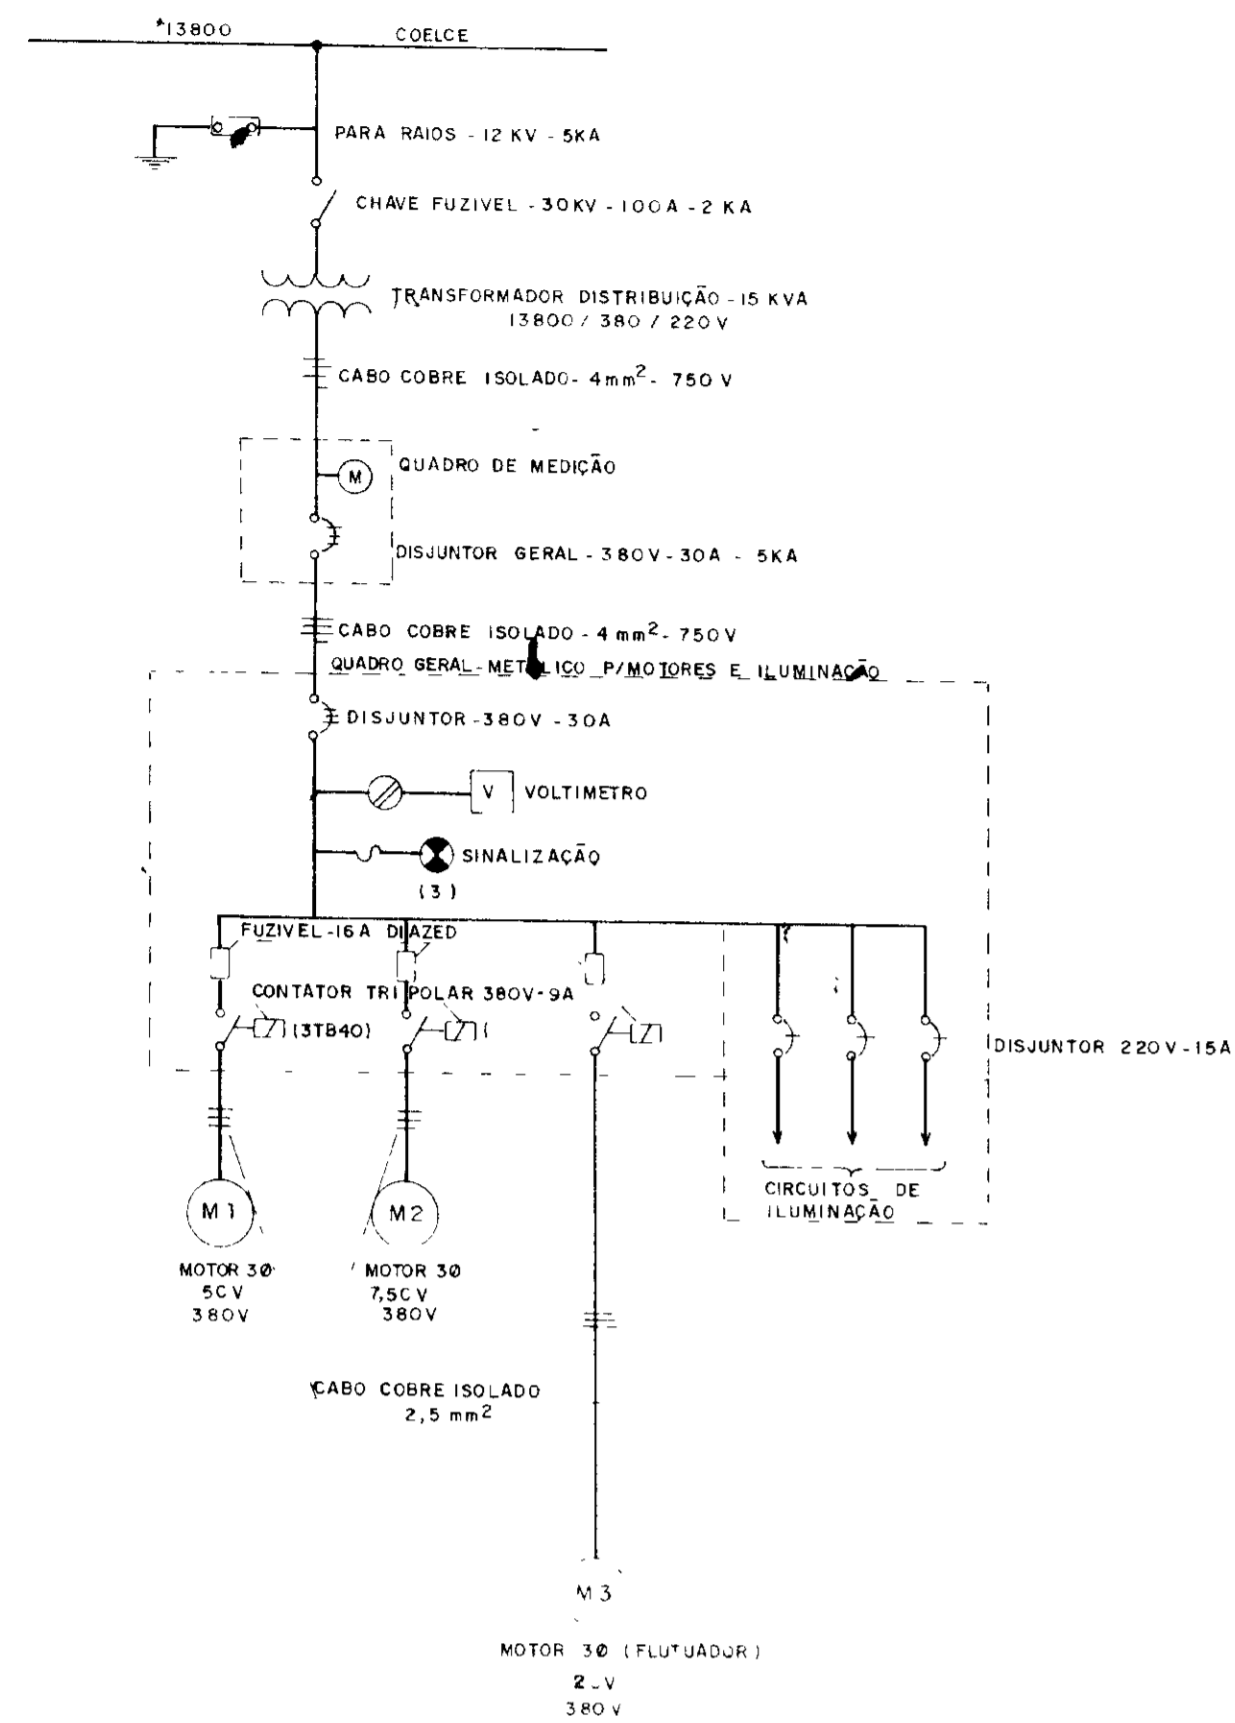 *13800
COELCE
PARA RAIOS - 12 KV - 5KA
CHAVE FUZIVEL - 30KV - 100A - 2 KA
TRANSFORMADOR DISTRIBUIÇÃO - 15 KVA
13800 / 380 / 220 V
CABO COBRE ISOLADO - 4mm² - 750 V
QUADRO DE MEDIÇÃO
M
DISJUNTOR GERAL - 380V - 30A - 5KA
CABO COBRE ISOLADO - 4 mm² - 750V
QUADRO GERAL - METALICO P/MOTORES E ILUMINAÇÃO
DISJUNTOR - 380V - 30A
V VOLTIMETRO
SINALIZAÇÃO
(3)
FUZIVEL - 16A DIAZED
CONTATOR TRIPOLAR 380V - 9A
(3TB40)
DISJUNTOR 220V - 15A
CIRCUITOS DE
ILUMINAÇÃO
M1
M2
MOTOR 3Ø
5CV
380V
MOTOR 3Ø
7,5CV
380V
CABO COBRE ISOLADO
2,5 mm²
M3
MOTOR 3Ø (FLUTUADOR)
380 V